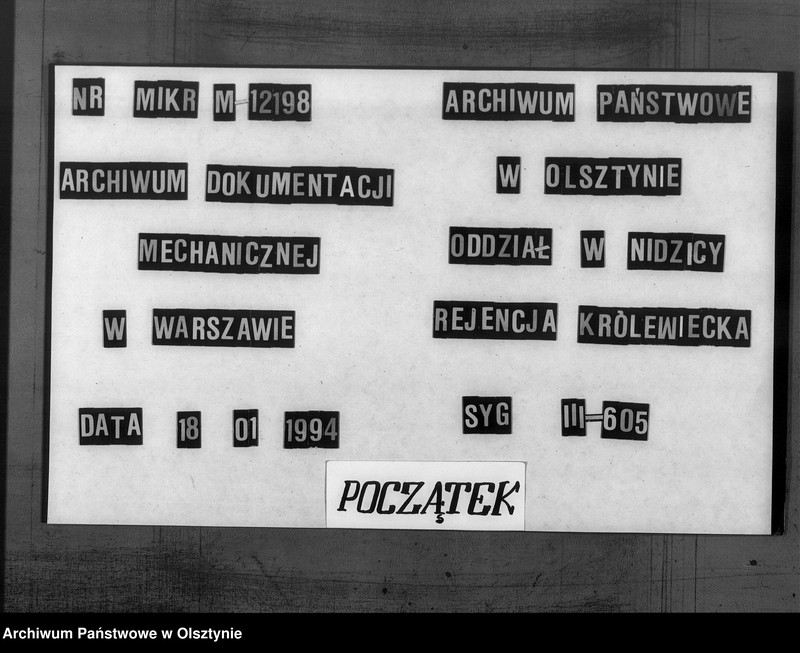 NR MIKR M-12198
ARCHIWUM DOKUMENTACJI
MECHANICZNEJ
W WARSZAWIE
DATA 18 01 1994
ARCHIWUM PAŃSTWOWE
W OLSZTYNIE
ODDZIAŁ W NIDZICY
REJENCJA KRÒLEWIECKA
SYG III-605
POCZĄTEK
Archiwum Państwowe w Olsztynie